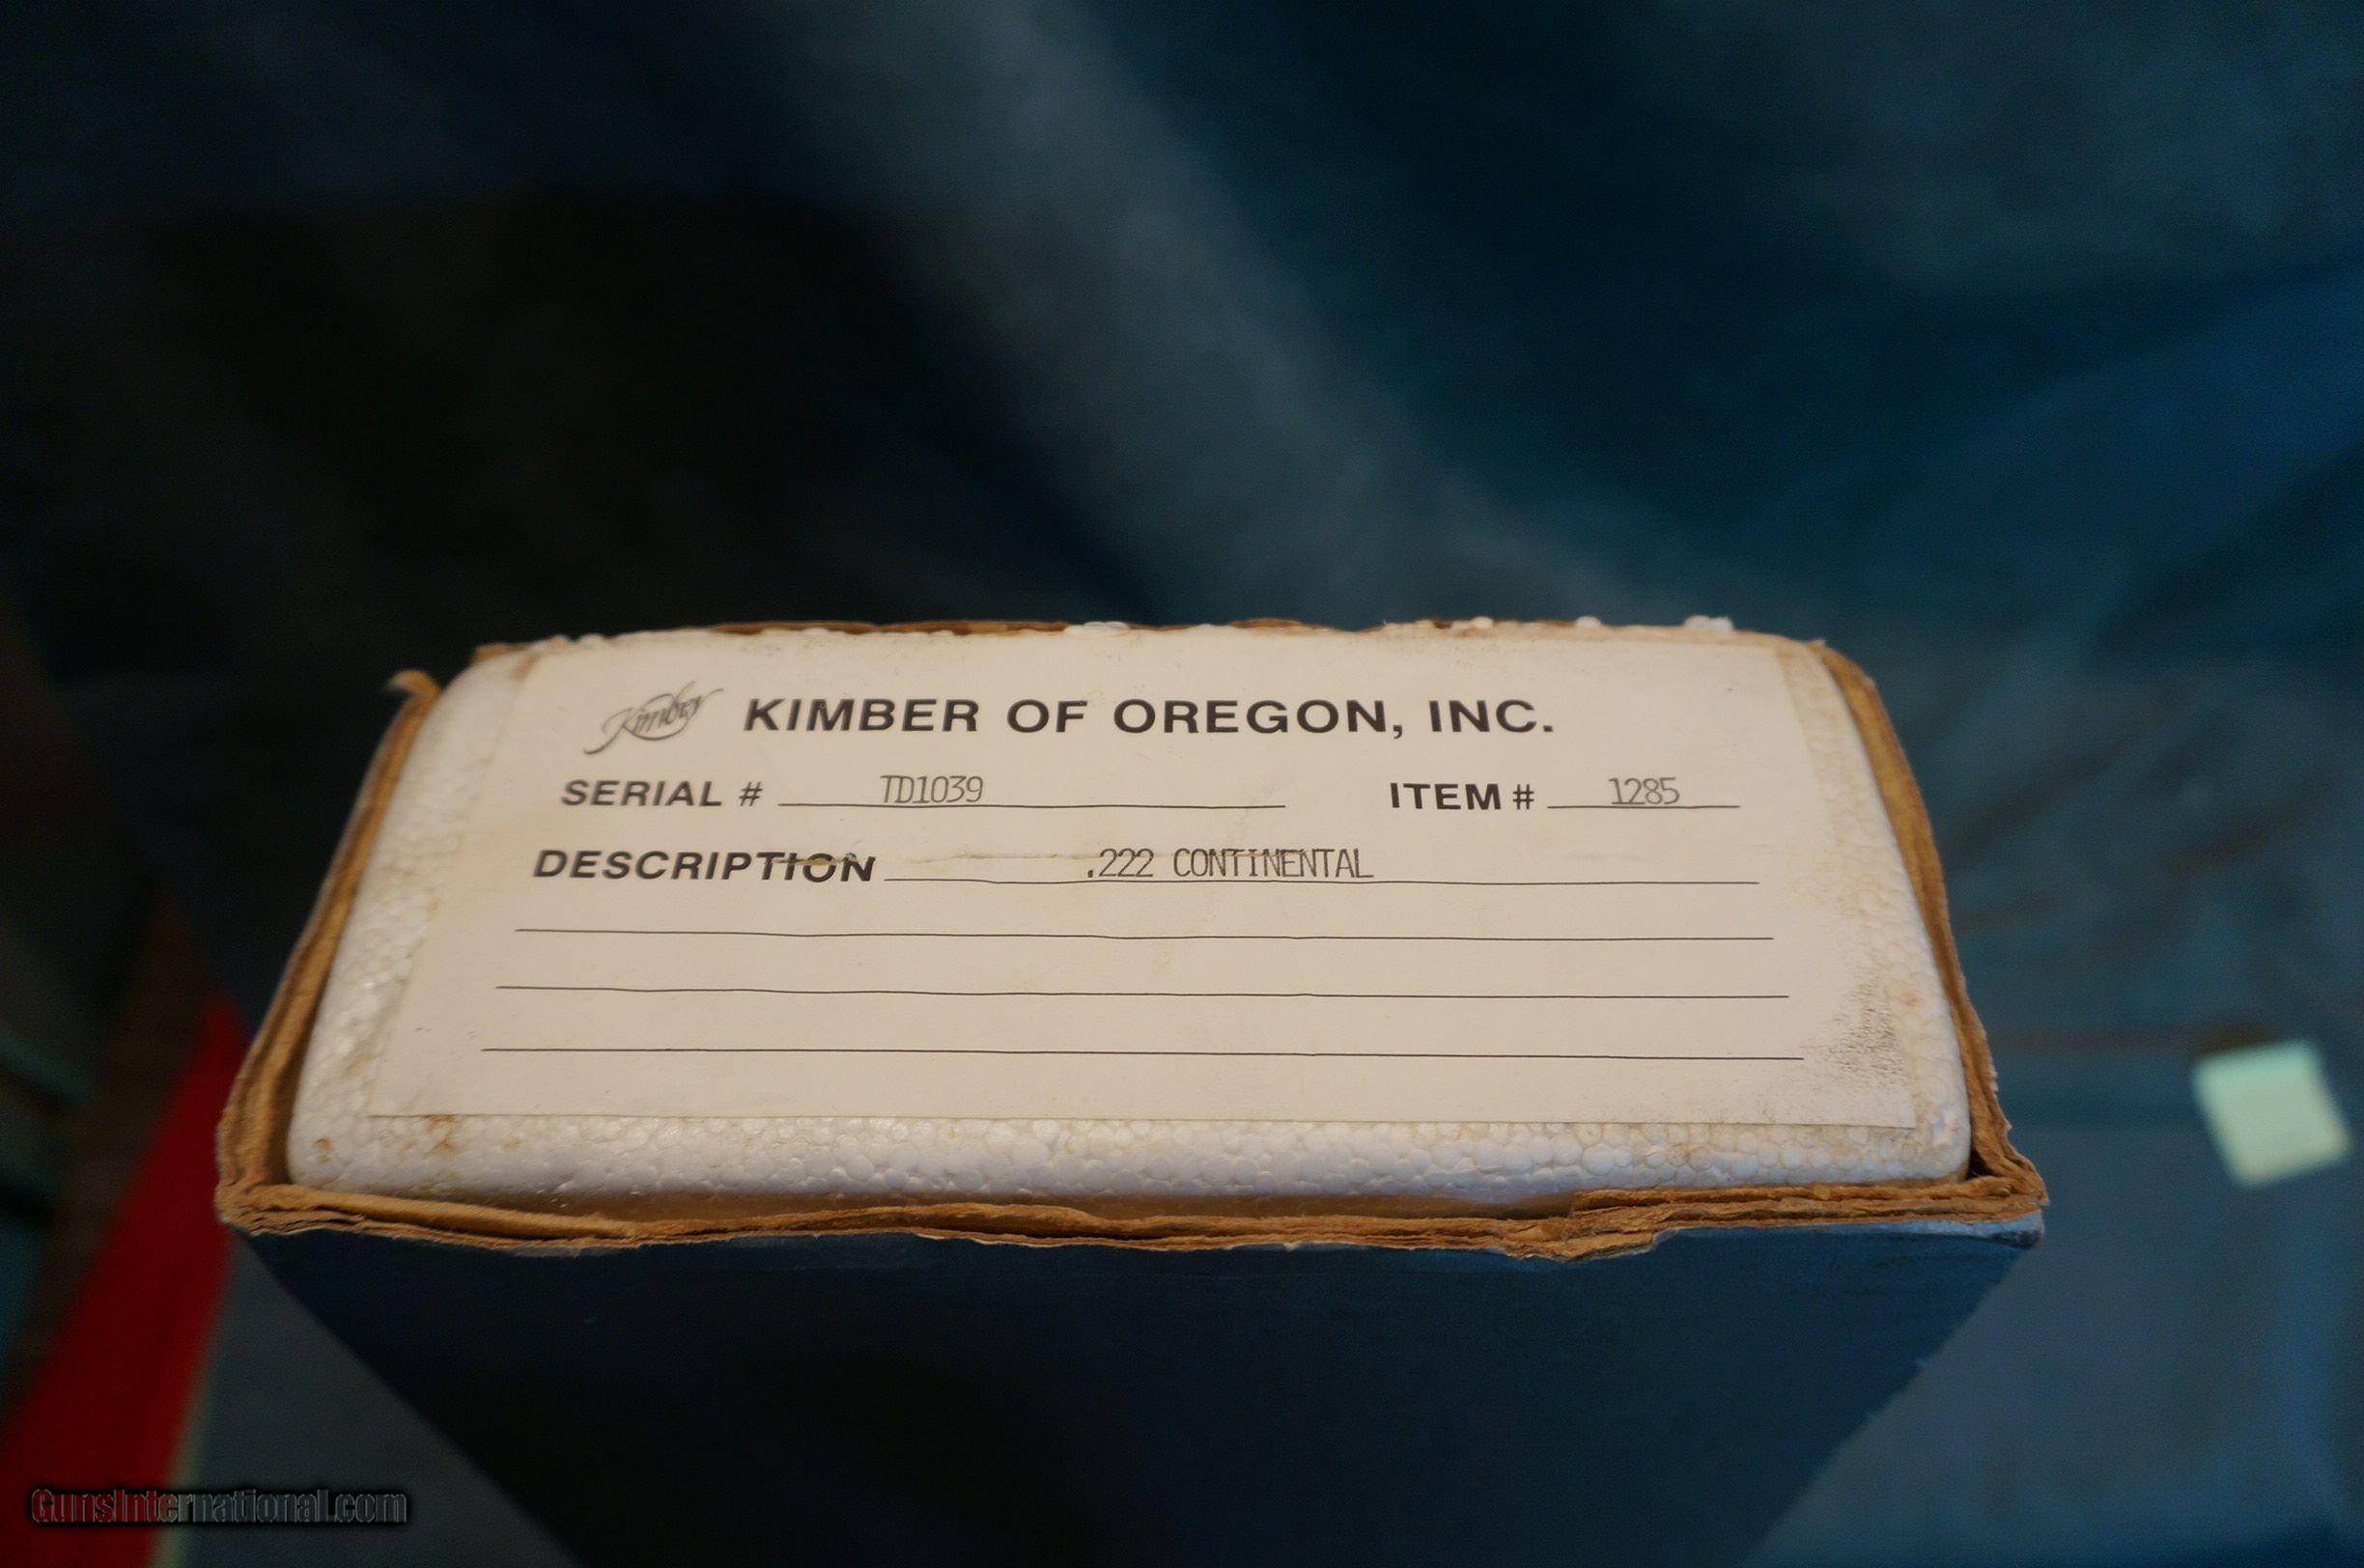 Kimber KIMBER OF OREGON, INC.
SERIAL # TD1039 ITEM # 1285
DESCRIPTION .222 CONTINENTAL
GunsInternational.com